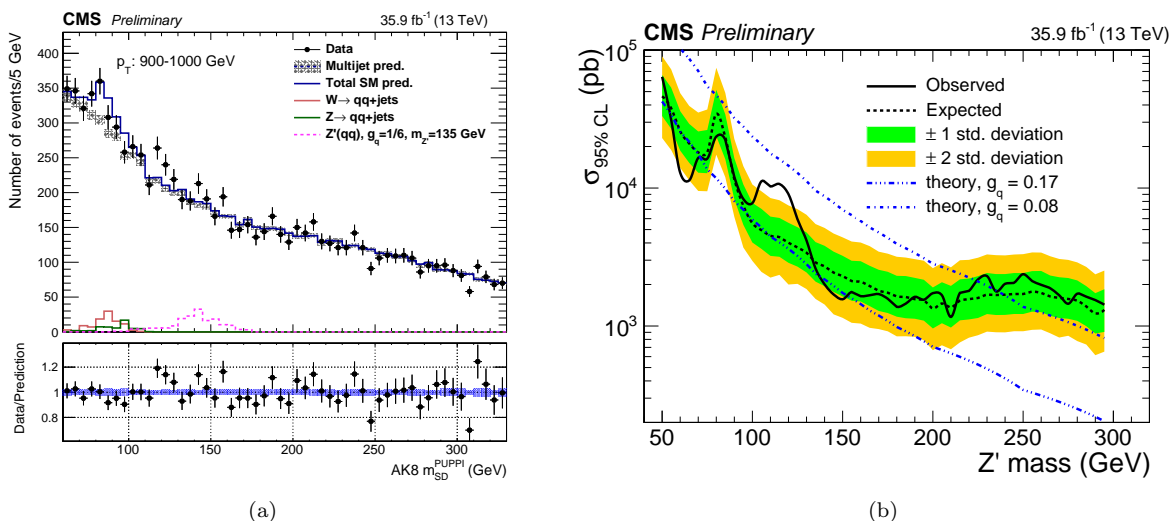 CMS Preliminary 35.9 fb⁻¹ (13 TeV)
p_T: 900-1000 GeV
Data
Multijet pred.
Total SM pred.
W→ qq+jets
Z→ qq+jets
Z'(qq), g_q=1/6, m_Z'=135 GeV
Number of events/5 GeV
400
350
300
250
200
150
100
50
0
Data/Prediction
1.2
1.0
0.8
100 150 200 250 300
AK8 m_SD^PUPPI (GeV)
(a)
CMS Preliminary 35.9 fb⁻¹ (13 TeV)
σ_95% CL (pb)
10⁵
10⁴
10³
Observed
Expected
± 1 std. deviation
± 2 std. deviation
theory, g_q = 0.17
theory, g_q = 0.08
50 100 150 200 250 300
Z' mass (GeV)
(b)